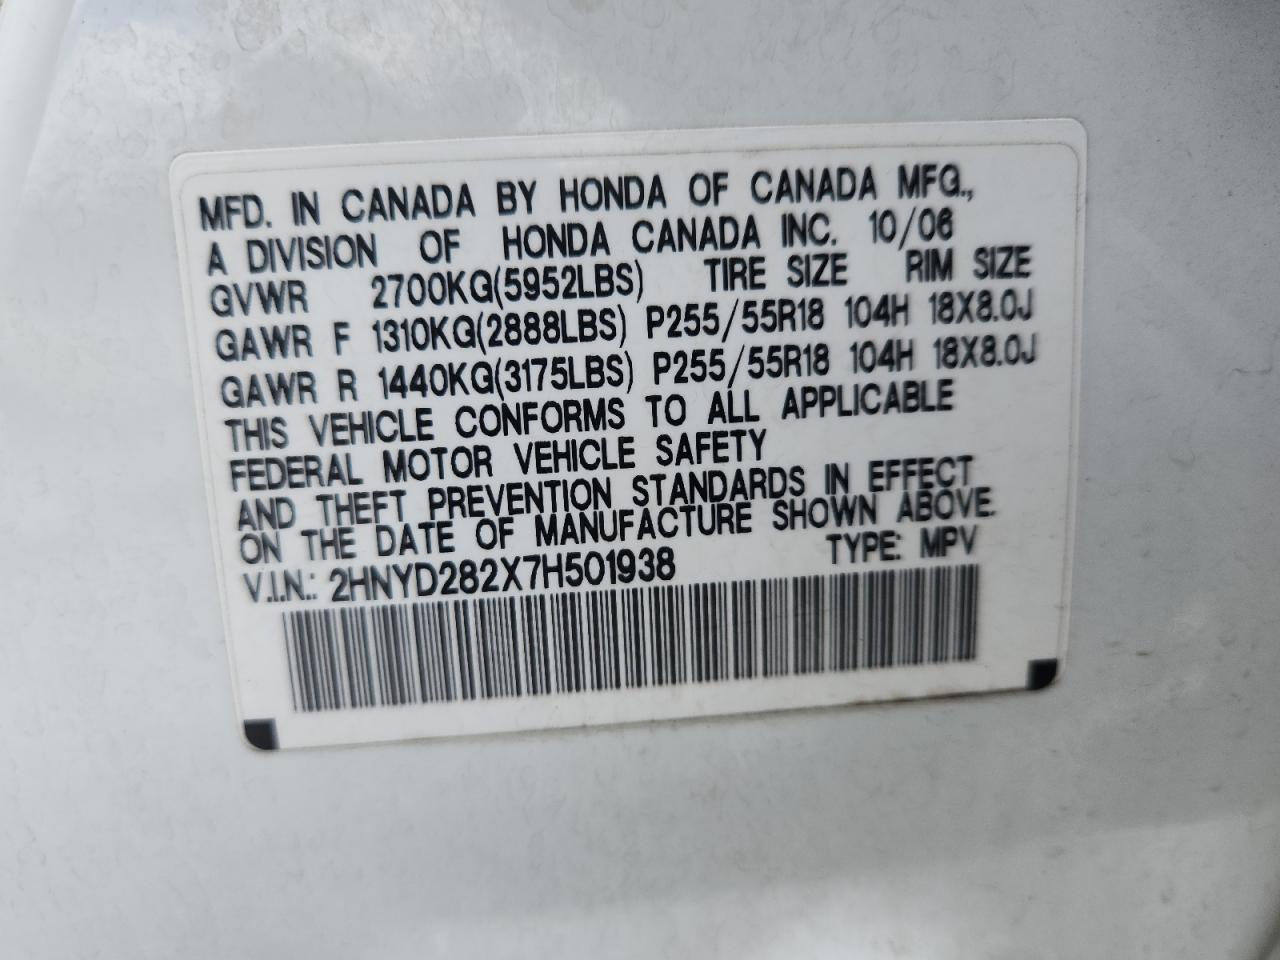 MFD. IN CANADA BY HONDA OF CANADA MFG.,
A DIVISION OF HONDA CANADA INC. 10/06
GVWR 2700KG(5952LBS) TIRE SIZE RIM SIZE
GAWR F 1310KG(2888LBS) P255/55R18 104H 18X8.0J
GAWR R 1440KG(3175LBS) P255/55R18 104H 18X8.0J
THIS VEHICLE CONFORMS TO ALL APPLICABLE
FEDERAL MOTOR VEHICLE SAFETY
AND THEFT PREVENTION STANDARDS IN EFFECT
ON THE DATE OF MANUFACTURE SHOWN ABOVE.
V.I.N.: 2HNYD282X7H501938 TYPE: MPV